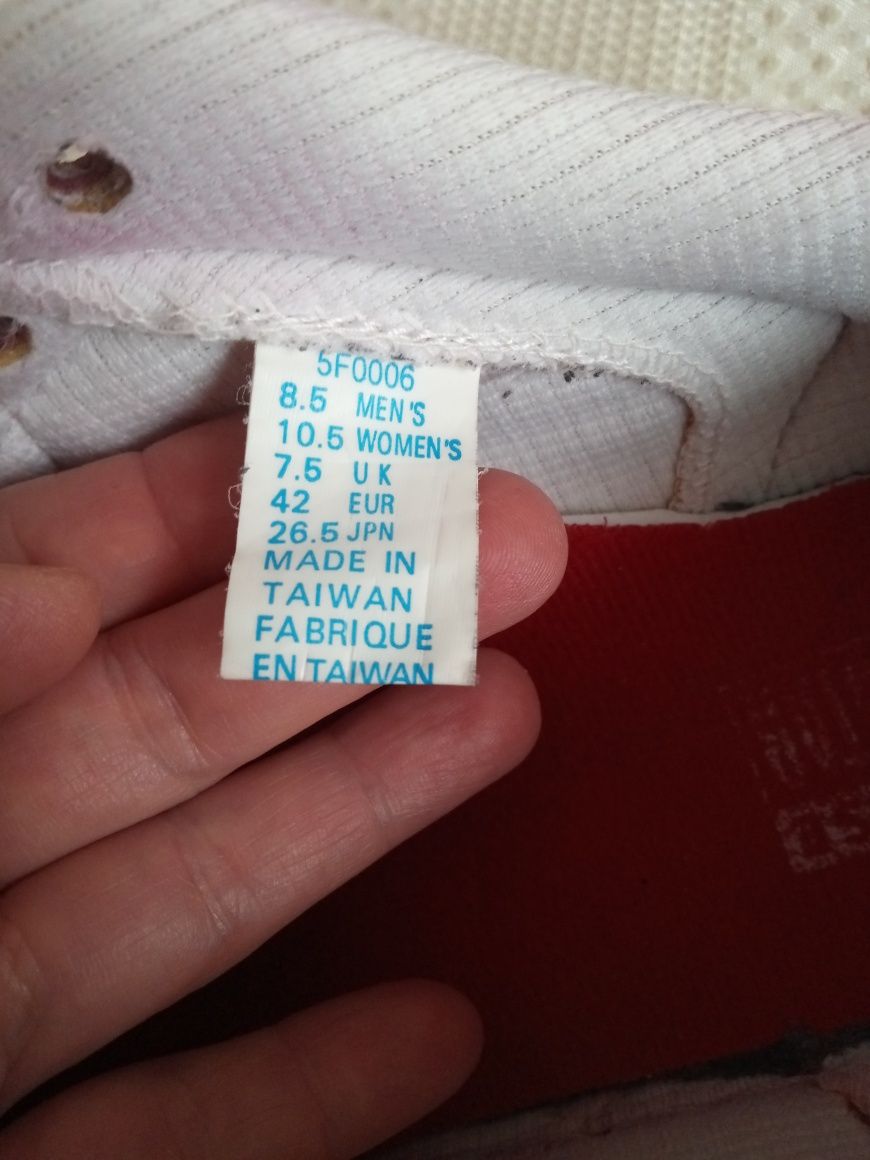 5F0006
8.5 MEN'S
10.5 WOMEN'S
7.5 UK
42 EUR
26.5 JPN
MADE IN
TAIWAN
FABRIQUE
EN TAIWAN